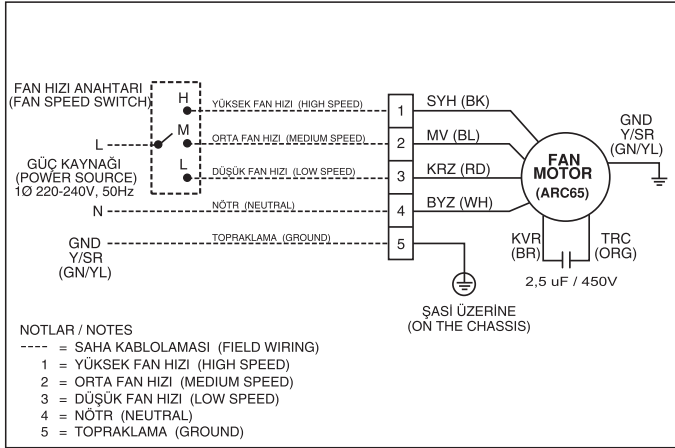 FAN HIZI ANAHTARI
(FAN SPEED SWITCH)
H
M
L
L
GÜÇ KAYNAĞI
(POWER SOURCE)
1Ø 220-240V, 50Hz
N
GND
Y/SR
(GN/YL)
YÜKSEK FAN HIZI (HIGH SPEED)
ORTA FAN HIZI (MEDIUM SPEED)
DÜŞÜK FAN HIZI (LOW SPEED)
NÖTR (NEUTRAL)
TOPRAKLAMA (GROUND)
1
2
3
4
5
SYH (BK)
MV (BL)
KRZ (RD)
BYZ (WH)
FAN
MOTOR
(ARC65)
GND
Y/SR
(GN/YL)
KVR
(BR)
TRC
(ORG)
2,5 uF / 450V
ŞASİ ÜZERİNE
(ON THE CHASSIS)
NOTLAR / NOTES
---- = SAHA KABLOLAMASI (FIELD WIRING)
1 = YÜKSEK FAN HIZI (HIGH SPEED)
2 = ORTA FAN HIZI (MEDIUM SPEED)
3 = DÜŞÜK FAN HIZI (LOW SPEED)
4 = NÖTR (NEUTRAL)
5 = TOPRAKLAMA (GROUND)